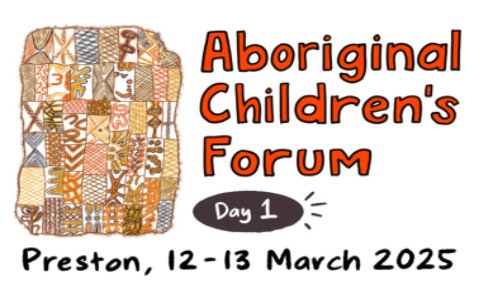 Aboriginal
Children's
Forum
Day 1
Preston, 12-13 March 2025